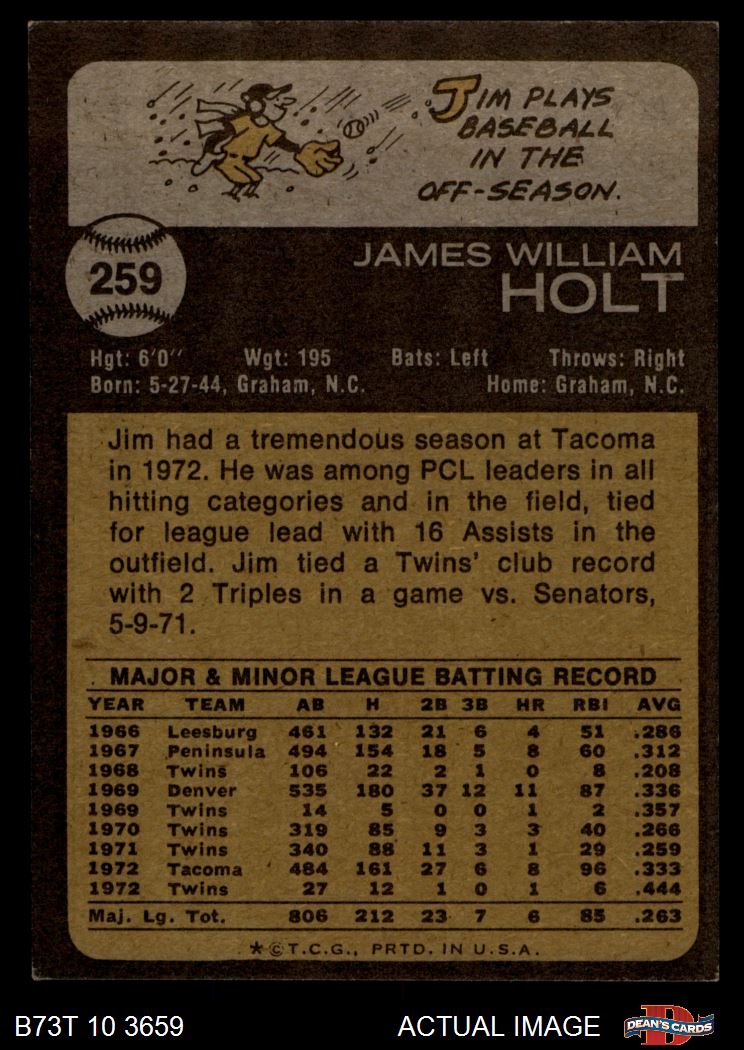 JIM PLAYS
BASEBALL
IN THE
OFF-SEASON.
259
JAMES WILLIAM
HOLT
Hgt: 6'0" Wgt: 195 Bats: Left Throws: Right
Born: 5-27-44, Graham, N.C. Home: Graham, N.C.
Jim had a tremendous season at Tacoma
in 1972. He was among PCL leaders in all
hitting categories and in the field, tied
for league lead with 16 Assists in the
outfield. Jim tied a Twins' club record
with 2 Triples in a game vs. Senators,
5-9-71.
MAJOR & MINOR LEAGUE BATTING RECORD
YEAR TEAM AB H 2B 3B HR RBI AVG
1966 Leesburg 461 132 21 6 4 51 .286
1967 Peninsula 494 154 18 5 8 60 .312
1968 Twins 106 22 2 1 0 8 .208
1969 Denver 535 180 37 12 11 87 .336
1969 Twins 14 5 0 0 1 2 .357
1970 Twins 319 85 9 3 3 40 .266
1971 Twins 340 88 11 3 1 29 .259
1972 Tacoma 484 161 27 6 8 96 .333
1972 Twins 27 12 1 0 1 6 .444
Maj. Lg. Tot. 806 212 23 7 6 85 .263
*©T.C.G., PRTD. IN U.S.A.
B73T 10 3659 ACTUAL IMAGE D DEAN'S CARDS